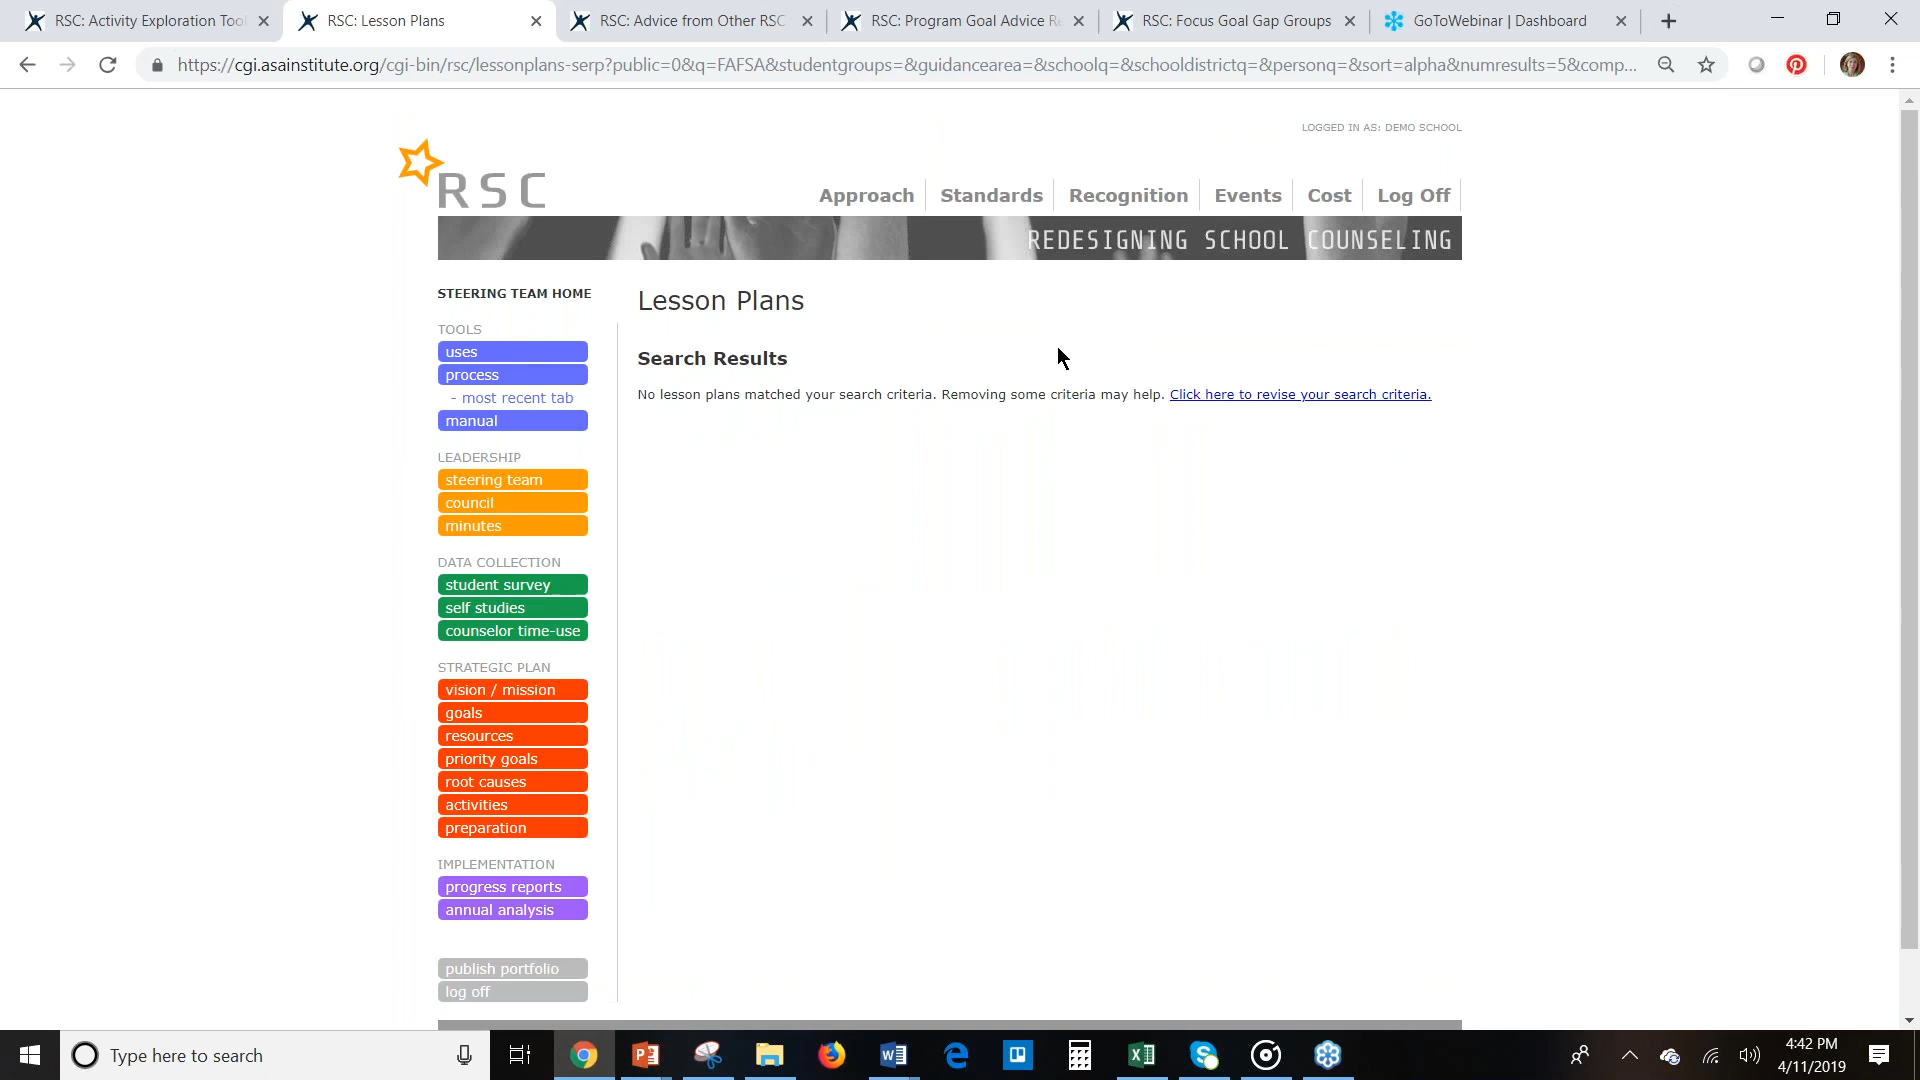 RSC: Activity Exploration Tool
RSC: Lesson Plans
RSC: Advice from Other RSC
RSC: Program Goal Advice Re
RSC: Focus Goal Gap Groups
GoToWebinar | Dashboard
https://cgi.asainstitute.org/cgi-bin/rsc/lessonplans-serp?public=0&q=FAFSA&studentgroups=&guidancearea=&schoolq=&schooldistrictq=&personq=&sort=alpha&numresults=5&comp...
LOGGED IN AS: DEMO SCHOOL
RSC
Approach
Standards
Recognition
Events
Cost
Log Off
REDESIGNING SCHOOL COUNSELING
STEERING TEAM HOME
TOOLS
uses
process
- most recent tab
manual
LEADERSHIP
steering team
council
minutes
DATA COLLECTION
student survey
self studies
counselor time-use
STRATEGIC PLAN
vision / mission
goals
resources
priority goals
root causes
activities
preparation
IMPLEMENTATION
progress reports
annual analysis
publish portfolio
log off
Lesson Plans
Search Results
No lesson plans matched your search criteria. Removing some criteria may help. Click here to revise your search criteria.
Type here to search
4:42 PM
4/11/2019